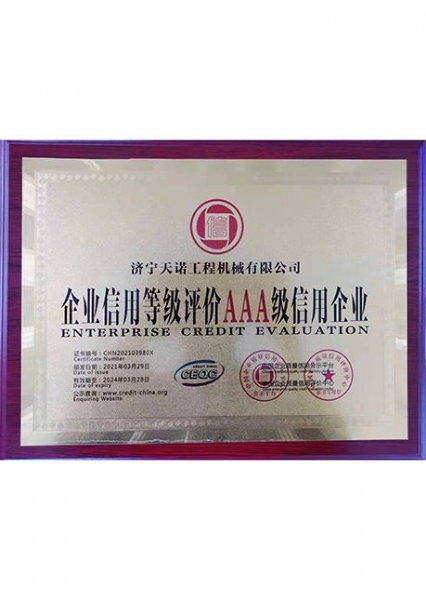 信
济宁天诺工程机械有限公司
企业信用等级评价AAA级信用企业
ENTERPRISE CREDIT EVALUATION
证书编号：CHN202103980X
Certificate Number
颁发日期：2021年03月29日
Date of issue
有效期至：2024年03月28日
Date of expiry
公示查询：www.credit-china.org
Enquiring Website
CEQC